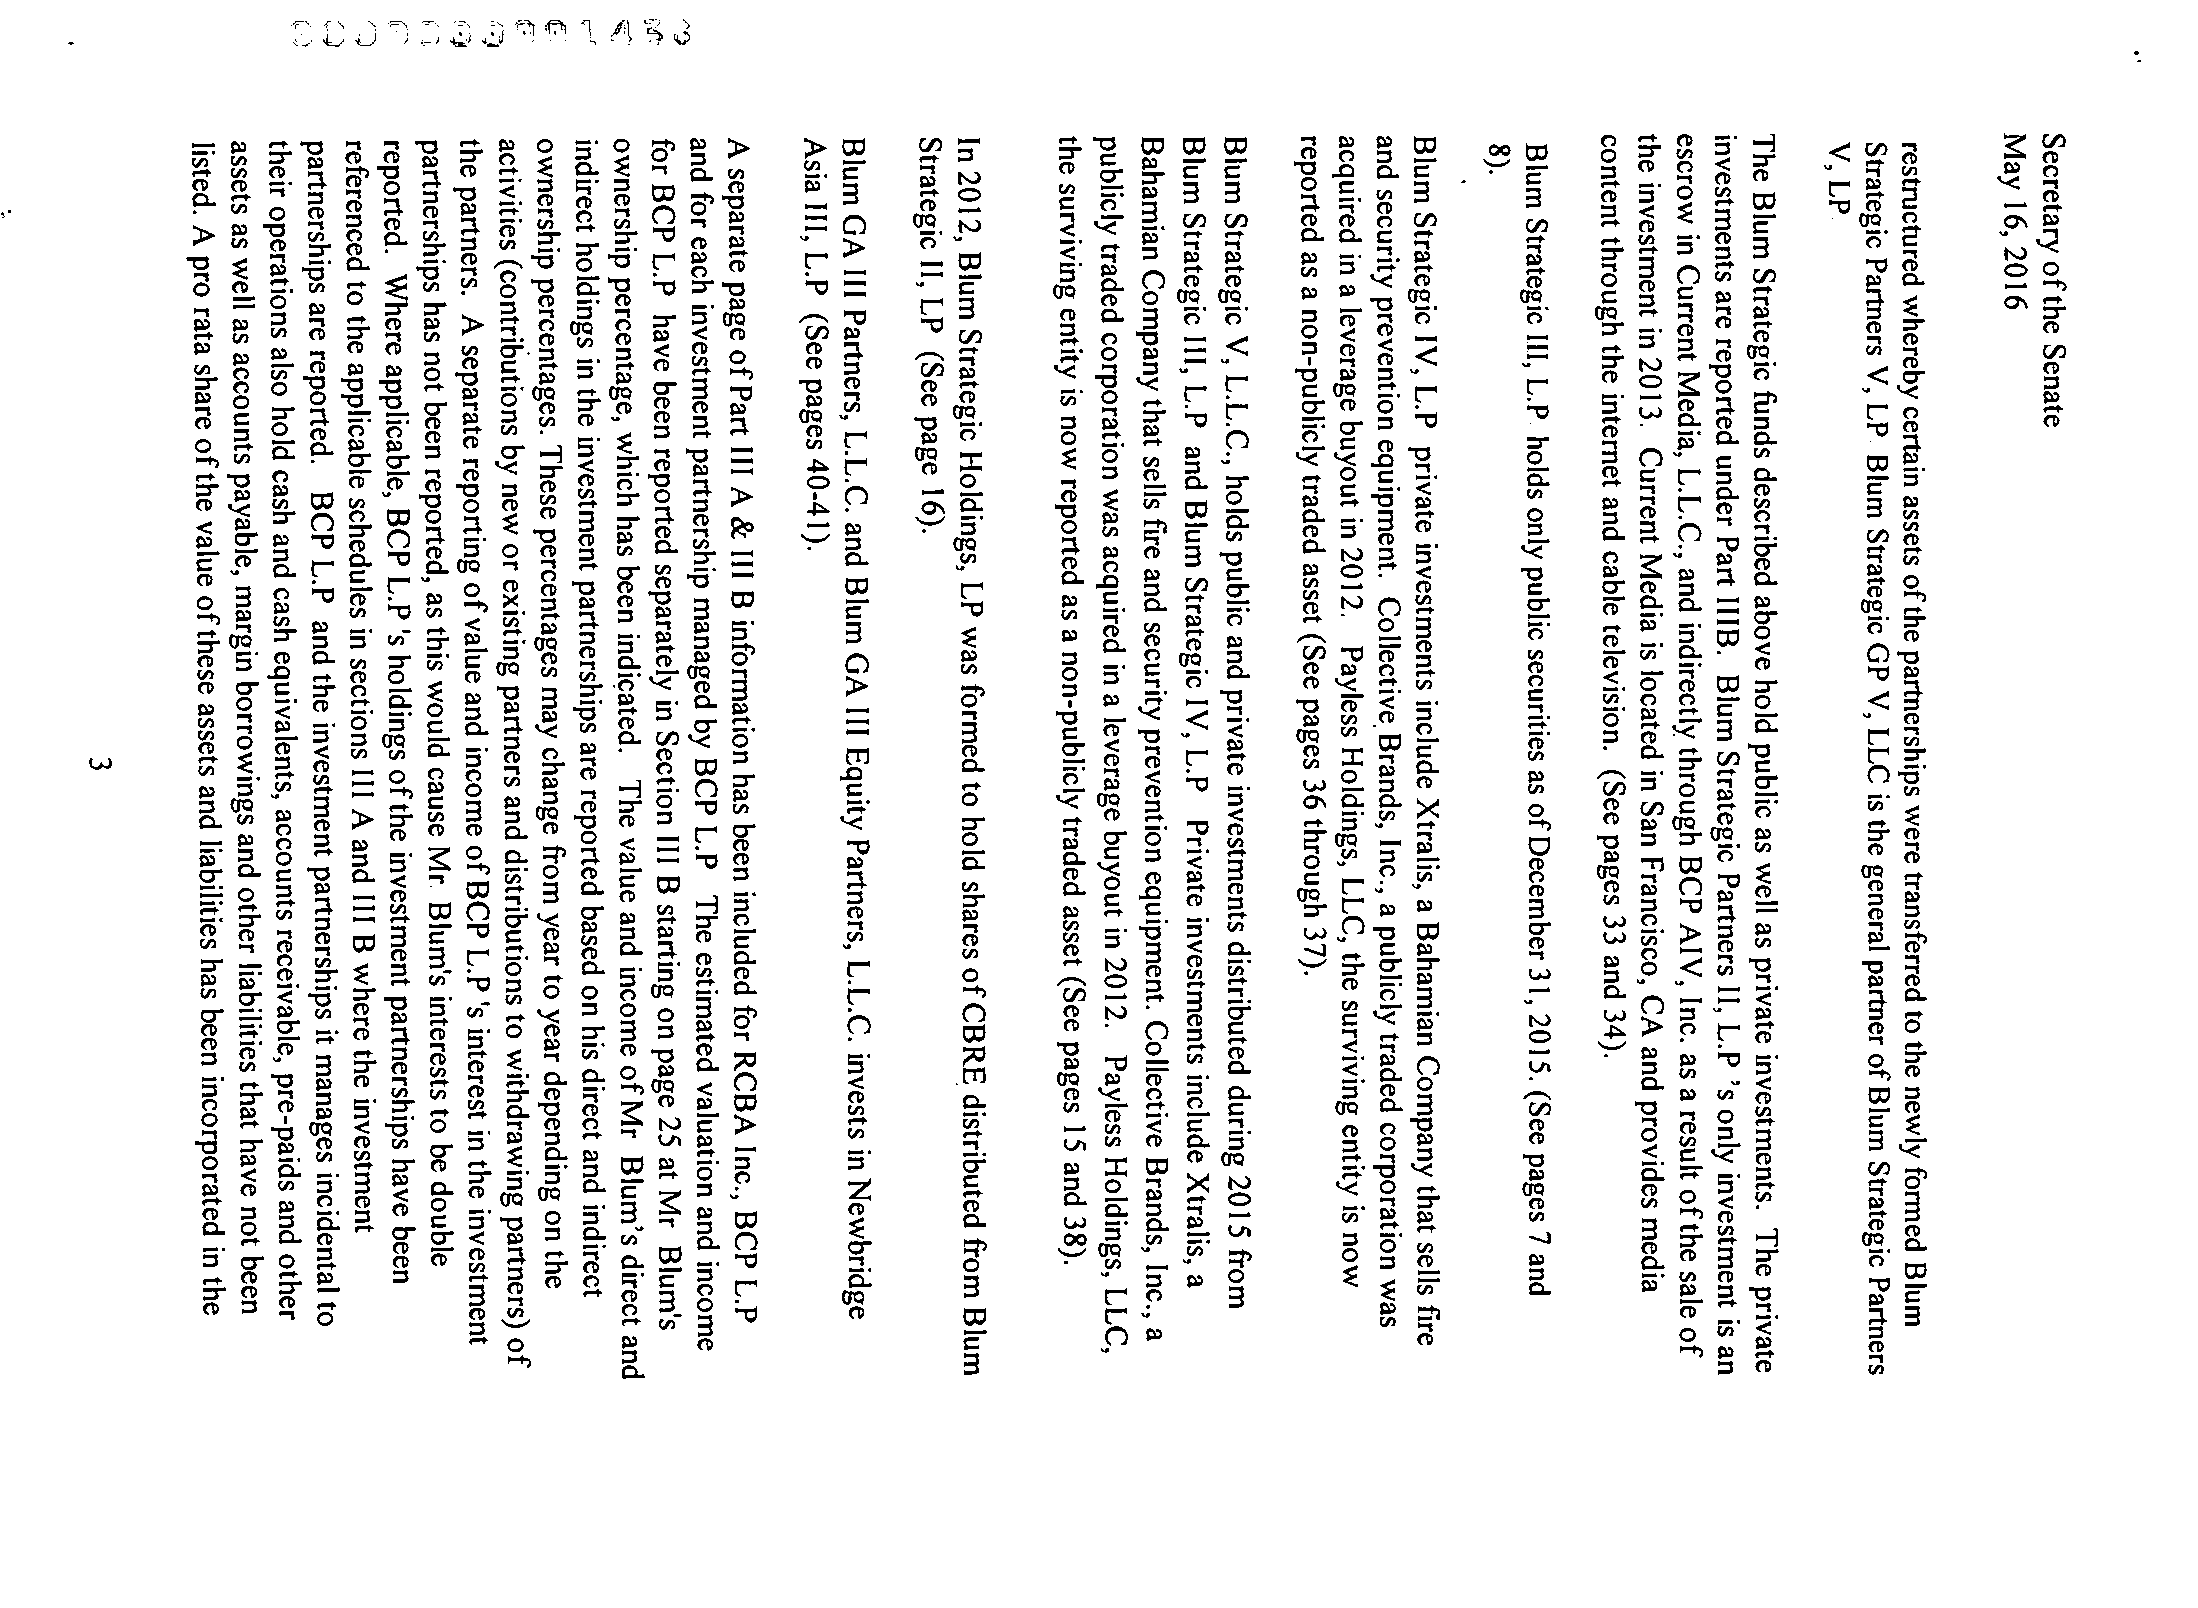 Secretary of the Senate
May 16, 2016
restructured whereby certain assets of the partnerships were transferred to the newly formed Blum
Strategic Partners V, LP Blum Strategic GP V, LLC is the general partner of Blum Strategic Partners
V, LP
The Blum Strategic funds described above hold public as well as private investments. The private
investments are reported under Part IIIB. Blum Strategic Partners II, L.P 's only investment is an
escrow in Current Media, L.L.C., and indirectly through BCP AIV, Inc. as a result of the sale of
the investment in 2013. Current Media is located in San Francisco, CA and provides media
content through the internet and cable television. (See pages 33 and 34).
Blum Strategic III, L.P holds only public securities as of December 31, 2015. (See pages 7 and
8).
Blum Strategic IV, L.P private investments include Xtralis, a Bahamian Company that sells fire
and security prevention equipment. Collective Brands, Inc., a publicly traded corporation was
acquired in a leverage buyout in 2012. Payless Holdings, LLC, the surviving entity is now
reported as a non-publicly traded asset (See pages 36 through 37).
Blum Strategic V, L.L.C., holds public and private investments distributed during 2015 from
Blum Strategic III, L.P and Blum Strategic IV, L.P Private investments include Xtralis, a
Bahamian Company that sells fire and security prevention equipment. Collective Brands, Inc., a
publicly traded corporation was acquired in a leverage buyout in 2012. Payless Holdings, LLC,
the surviving entity is now reported as a non-publicly traded asset (See pages 15 and 38).
In 2012, Blum Strategic Holdings, LP was formed to hold shares of CBRE distributed from Blum
Strategic II, LP (See page 16).
Blum GA III Partners, L.L.C. and Blum GA III Equity Partners, L.L.C. invests in Newbridge
Asia III, L.P (See pages 40-41).
A separate page of Part III A & III B information has been included for RCBA Inc., BCP L.P
and for each investment partnership managed by BCP L.P The estimated valuation and income
for BCP L.P have been reported separately in Section III B starting on page 25 at Mr Blum's
ownership percentage, which has been indicated. The value and income of Mr Blum's direct and
indirect holdings in the investment partnerships are reported based on his direct and indirect
ownership percentages. These percentages may change from year to year depending on the
activities (contributions by new or existing partners and distributions to withdrawing partners) of
the partners. A separate reporting of value and income of BCP L.P 's interest in the investment
partnerships has not been reported, as this would cause Mr. Blum's interests to be double
reported. Where applicable, BCP L.P 's holdings of the investment partnerships have been
referenced to the applicable schedules in sections III A and III B where the investment
partnerships are reported. BCP L.P and the investment partnerships it manages incidental to
their operations also hold cash and cash equivalents, accounts receivable, pre-paids and other
assets as well as accounts payable, margin borrowings and other liabilities that have not been
listed. A pro rata share of the value of these assets and liabilities has been incorporated in the
3